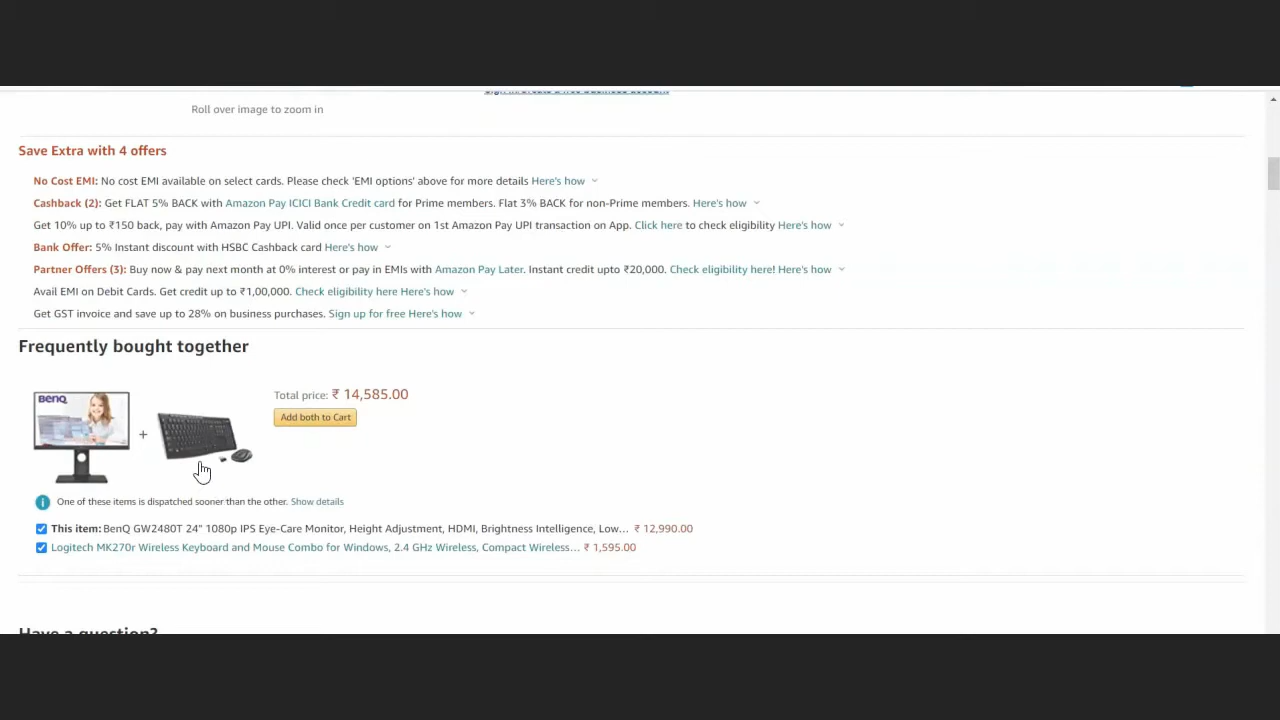 Sign in/Create a free business account
Roll over image to zoom in
Save Extra with 4 offers
No Cost EMI: No cost EMI available on select cards. Please check 'EMI options' above for more details Here's how
Cashback (2): Get FLAT 5% BACK with Amazon Pay ICICI Bank Credit card for Prime members. Flat 3% BACK for non-Prime members. Here's how
Get 10% up to ₹150 back, pay with Amazon Pay UPI. Valid once per customer on 1st Amazon Pay UPI transaction on App. Click here to check eligibility Here's how
Bank Offer: 5% Instant discount with HSBC Cashback card Here's how
Partner Offers (3): Buy now & pay next month at 0% interest or pay in EMIs with Amazon Pay Later. Instant credit upto ₹20,000. Check eligibility here! Here's how
Avail EMI on Debit Cards. Get credit up to ₹1,00,000. Check eligibility here Here's how
Get GST invoice and save up to 28% on business purchases. Sign up for free Here's how
Frequently bought together
BenQ
+
Total price: ₹ 14,585.00
Add both to Cart
i One of these items is dispatched sooner than the other. Show details
This item: BenQ GW2480T 24" 1080p IPS Eye-Care Monitor, Height Adjustment, HDMI, Brightness Intelligence, Low... ₹ 12,990.00
Logitech MK270r Wireless Keyboard and Mouse Combo for Windows, 2.4 GHz Wireless, Compact Wireless... ₹ 1,595.00
Have a question?